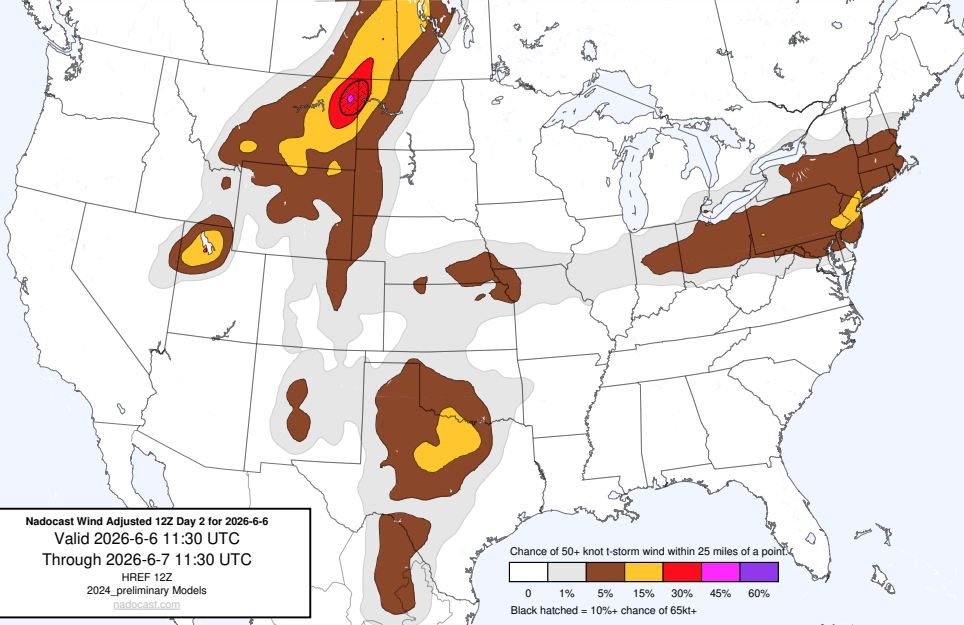 Nadocast Wind Adjusted 12Z Day 2 for 2026-6-6
Valid 2026-6-6 11:30 UTC
Through 2026-6-7 11:30 UTC
HREF 12Z
2024_preliminary Models
nadocast.com
Chance of 50+ knot t-storm wind within 25 miles of a point.
0 1% 5% 15% 30% 45% 60%
Black hatched = 10%+ chance of 65kt+